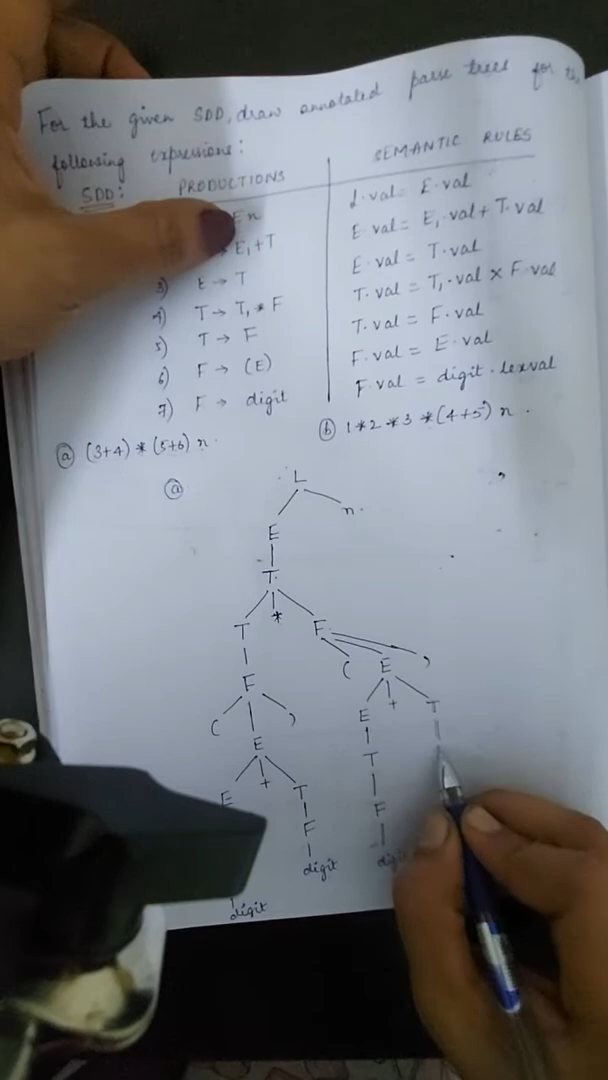 For the given SDD, draw annotated parse trees for the
following expressions:
SDD: PRODUCTIONS SEMANTIC RULES
En L.val = E.val
E₁ + T E.val = E₁.val + T.val
3) E → T E.val = T.val
4) T → T₁ * F T.val = T₁.val × F.val
5) T → F T.val = F.val
6) F → (E) F.val = E.val
7) F → digit F.val = digit.lexval
ⓐ (3+4) * (5+6) n. ⓑ 1*2*3*(4+5) n.
ⓐ L
n.
E
T
* 
T F
( E )
F
E + T
( )
E T
E + T F
F
digit digit
digit